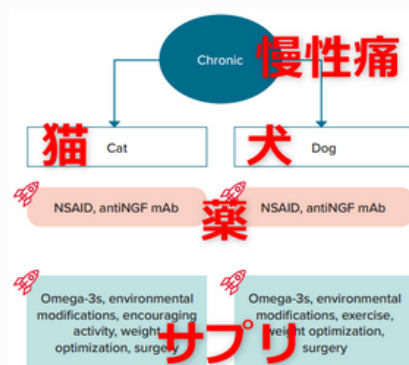 Chronic
慢性痛
猫
Cat
犬
Dog
NSAID, antiNGF mAb
薬
NSAID, antiNGF mAb
Omega-3s, environmental
modifications, encouraging
activity, weight
optimization, surgery
Omega-3s, environmental
modifications, exercise,
weight optimization,
surgery
サプリ